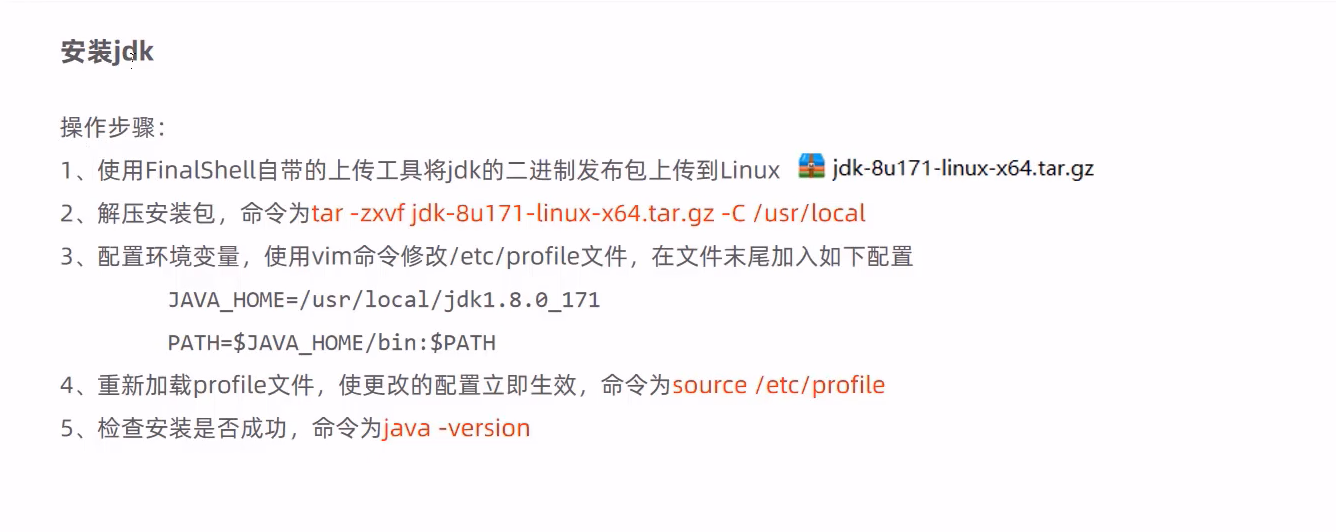 安装jdk
操作步骤：
1、使用FinalShell自带的上传工具将jdk的二进制发布包上传到Linux jdk-8u171-linux-x64.tar.gz
2、解压安装包，命令为tar -zxvf jdk-8u171-linux-x64.tar.gz -C /usr/local
3、配置环境变量，使用vim命令修改/etc/profile文件，在文件末尾加入如下配置
JAVA_HOME=/usr/local/jdk1.8.0_171
PATH=$JAVA_HOME/bin:$PATH
4、重新加载profile文件，使更改的配置立即生效，命令为source /etc/profile
5、检查安装是否成功，命令为java -version